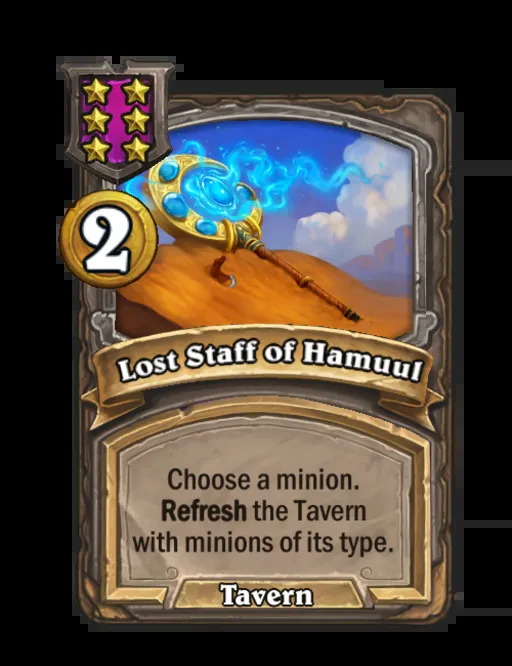 2
Lost Staff of Hamuul
Choose a minion.
Refresh the Tavern
with minions of its type.
Tavern